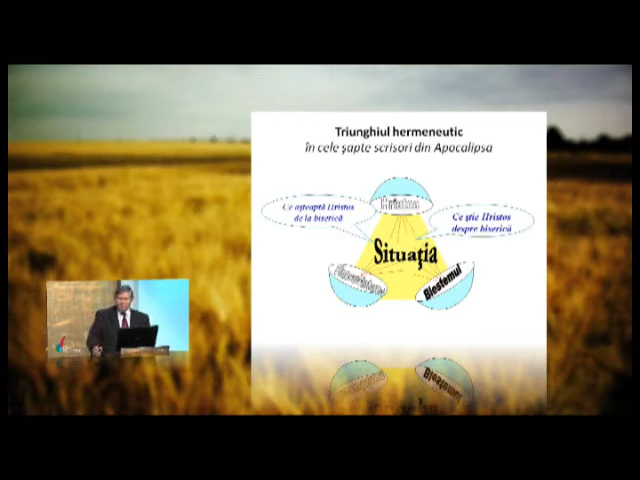 Triunghiul hermeneutic
în cele şapte scrisori din Apocalipsa
Hristos
Ce aşteaptă Hristos
de la biserică
Ce ştie Hristos
despre biserică
Situaţia
Blestemul